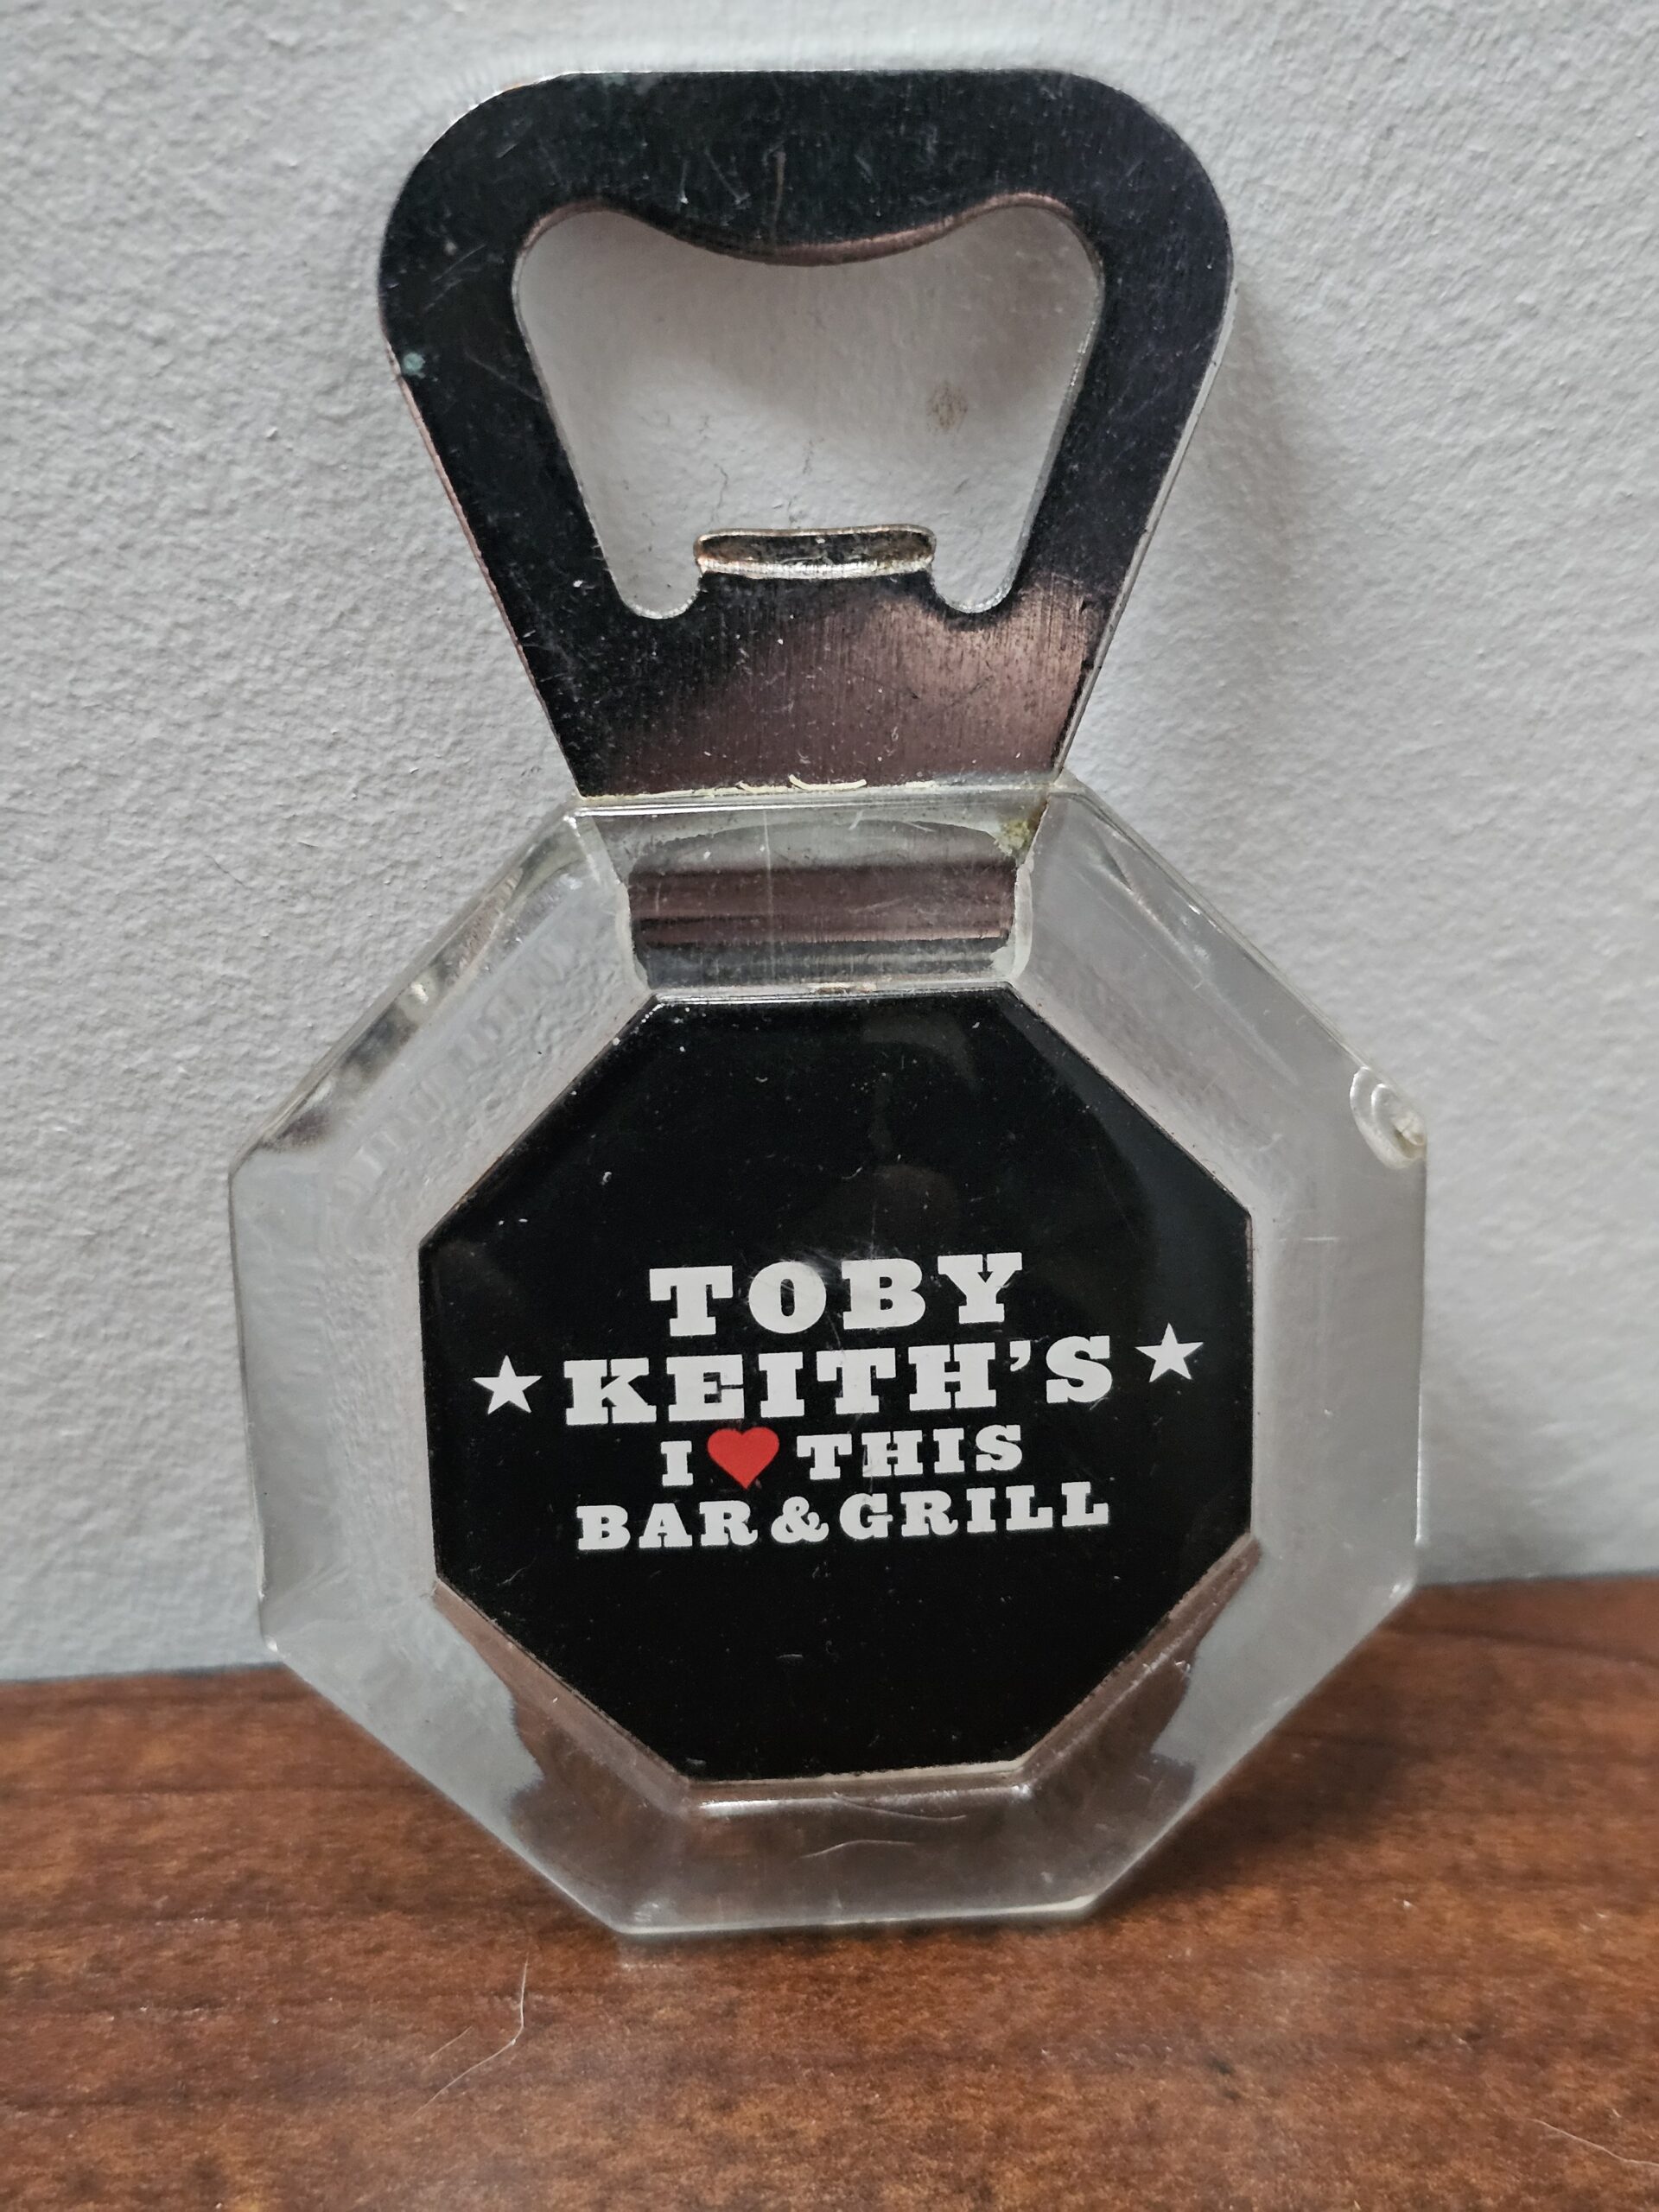 TOBY
★ KEITH'S ★
I ❤ THIS
BAR & GRILL